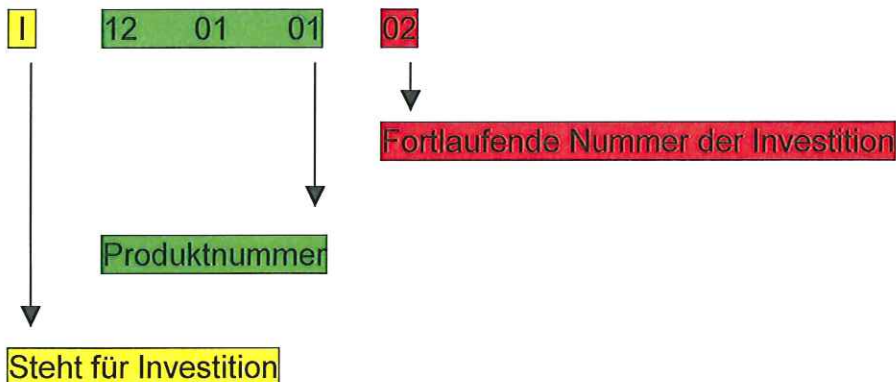 I 12 01 01 02
Fortlaufende Nummer der Investition
Produktnummer
Steht für Investition